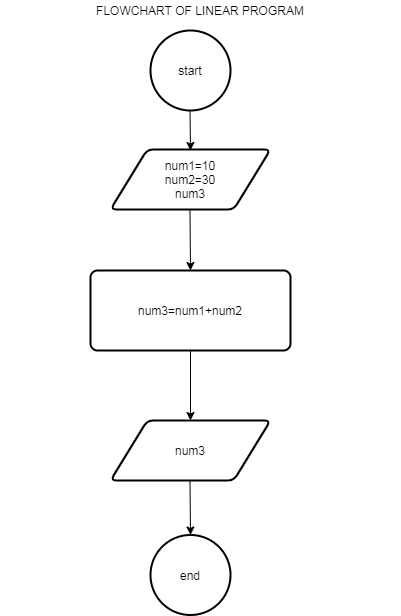 FLOWCHART OF LINEAR PROGRAM
start
num1=10
num2=30
num3
num3=num1+num2
num3
end